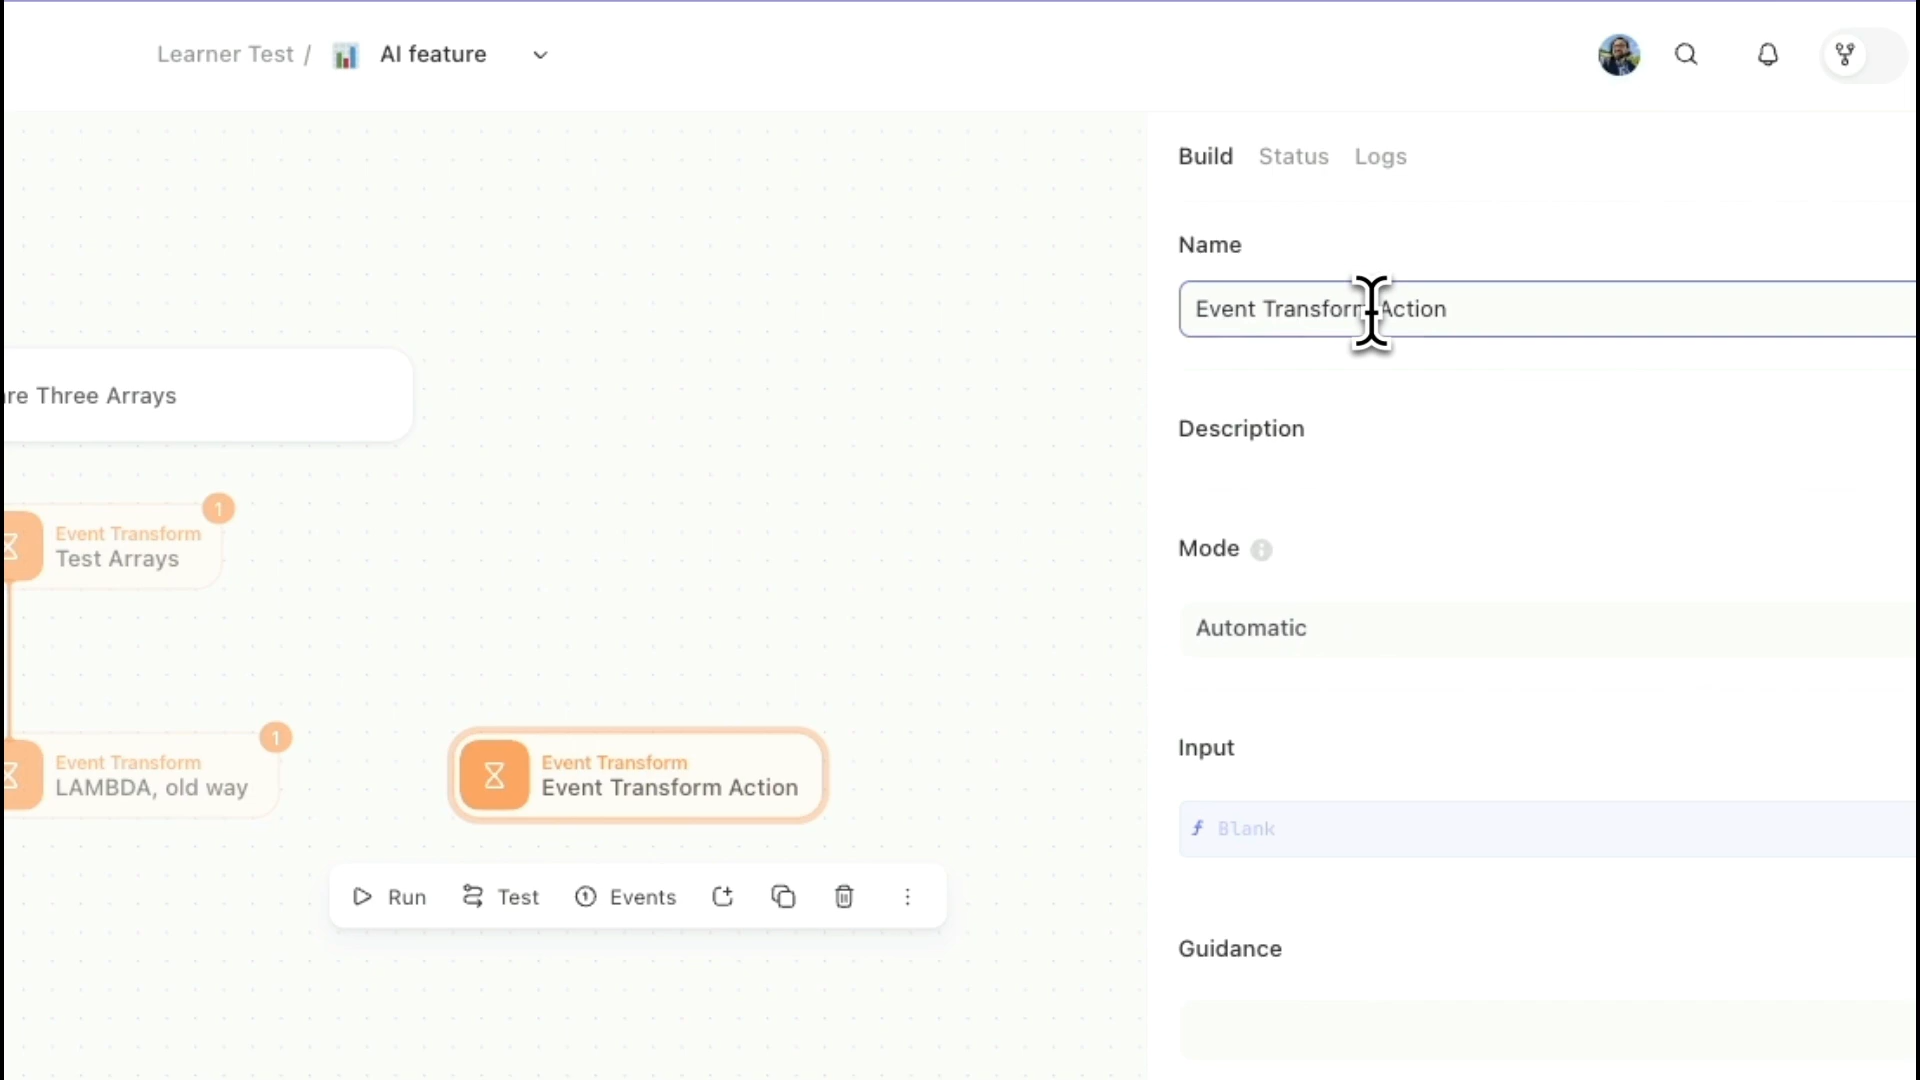 Learner Test / AI feature
Build Status Logs
Name
Event Transform Action
Description
Mode
Automatic
Input
Blank
Guidance
Three Arrays
1
Event Transform
Test Arrays
1
Event Transform
LAMBDA, old way
Event Transform
Event Transform Action
Run Test Events